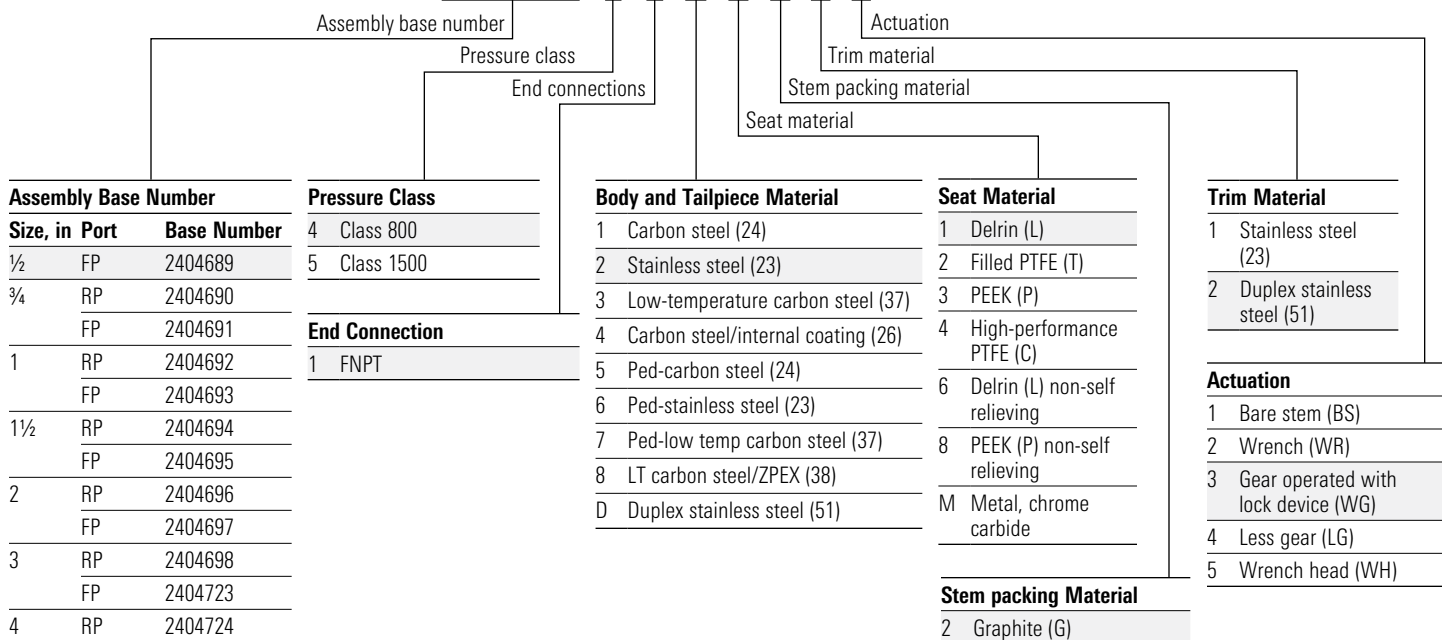 Assembly base number
Actuation
Pressure class
Trim material
End connections
Stem packing material
Seat material
Assembly Base Number
Size, in Port Base Number
½ FP 2404689
¾ RP 2404690
FP 2404691
1 RP 2404692
FP 2404693
1½ RP 2404694
FP 2404695
2 RP 2404696
FP 2404697
3 RP 2404698
FP 2404723
4 RP 2404724
Pressure Class
4 Class 800
5 Class 1500
End Connection
1 FNPT
Body and Tailpiece Material
1 Carbon steel (24)
2 Stainless steel (23)
3 Low-temperature carbon steel (37)
4 Carbon steel/internal coating (26)
5 Ped-carbon steel (24)
6 Ped-stainless steel (23)
7 Ped-low temp carbon steel (37)
8 LT carbon steel/ZPEX (38)
D Duplex stainless steel (51)
Seat Material
1 Delrin (L)
2 Filled PTFE (T)
3 PEEK (P)
4 High-performance
PTFE (C)
6 Delrin (L) non-self
relieving
8 PEEK (P) non-self
relieving
M Metal, chrome
carbide
Stem packing Material
2 Graphite (G)
Trim Material
1 Stainless steel
(23)
2 Duplex stainless
steel (51)
Actuation
1 Bare stem (BS)
2 Wrench (WR)
3 Gear operated with
lock device (WG)
4 Less gear (LG)
5 Wrench head (WH)